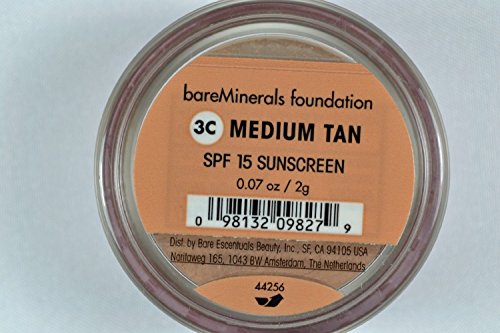 bareMinerals foundation
3C MEDIUM TAN
SPF 15 SUNSCREEN
0.07 oz / 2g
0 98132 09827 9
Dist. by Bare Escentuals Beauty, Inc., SF, CA 94105 USA
Naritaweg 165, 1043 BW Amsterdam, The Netherlands
44256